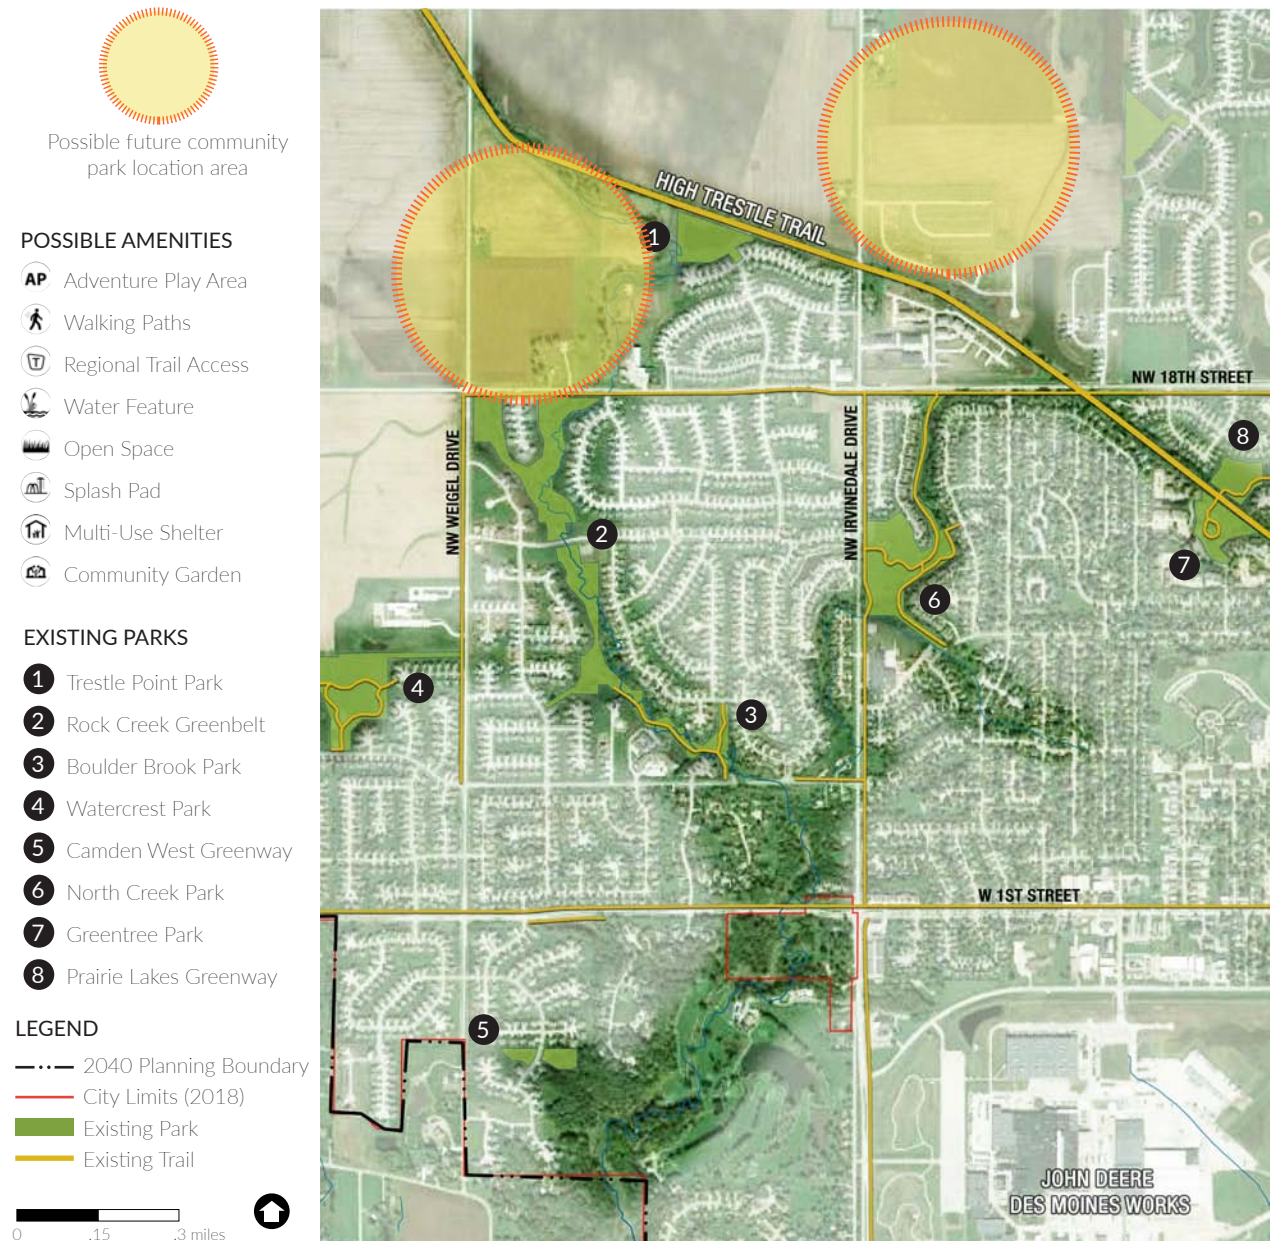 Possible future community
park location area
POSSIBLE AMENITIES
AP Adventure Play Area
Walking Paths
T Regional Trail Access
Water Feature
Open Space
Splash Pad
Multi-Use Shelter
Community Garden
EXISTING PARKS
1 Trestle Point Park
2 Rock Creek Greenbelt
3 Boulder Brook Park
4 Watercrest Park
5 Camden West Greenway
6 North Creek Park
7 Greentree Park
8 Prairie Lakes Greenway
LEGEND
2040 Planning Boundary
City Limits (2018)
Existing Park
Existing Trail
0 .15 .3 miles
HIGH TRESTLE TRAIL
1
NW 18TH STREET
NW WEIGEL DRIVE
NW IRVINEDALE DRIVE
8
2
7
6
4
3
W 1ST STREET
5
JOHN DEERE
DES MOINES WORKS